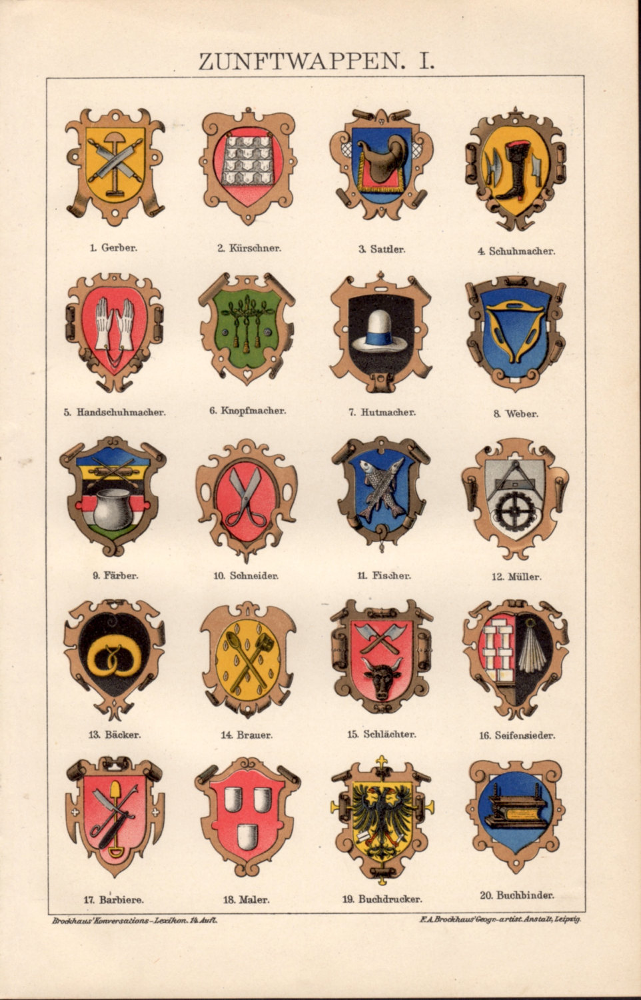 ZUNFTWAPPEN. I.
1. Gerber.
2. Kürschner.
3. Sattler.
4. Schuhmacher.
5. Handschuhmacher.
6. Knopfmacher.
7. Hutmacher.
8. Weber.
9. Färber.
10. Schneider.
11. Fischer.
12. Müller.
13. Bäcker.
14. Brauer.
15. Schlächter.
16. Seifensieder.
17. Barbiere.
18. Maler.
19. Buchdrucker.
20. Buchbinder.
Brockhaus' Konversations-Lexikon. 14. Aufl.
F. A. Brockhaus' Geogr.-artist. Anstalt, Leipzig.